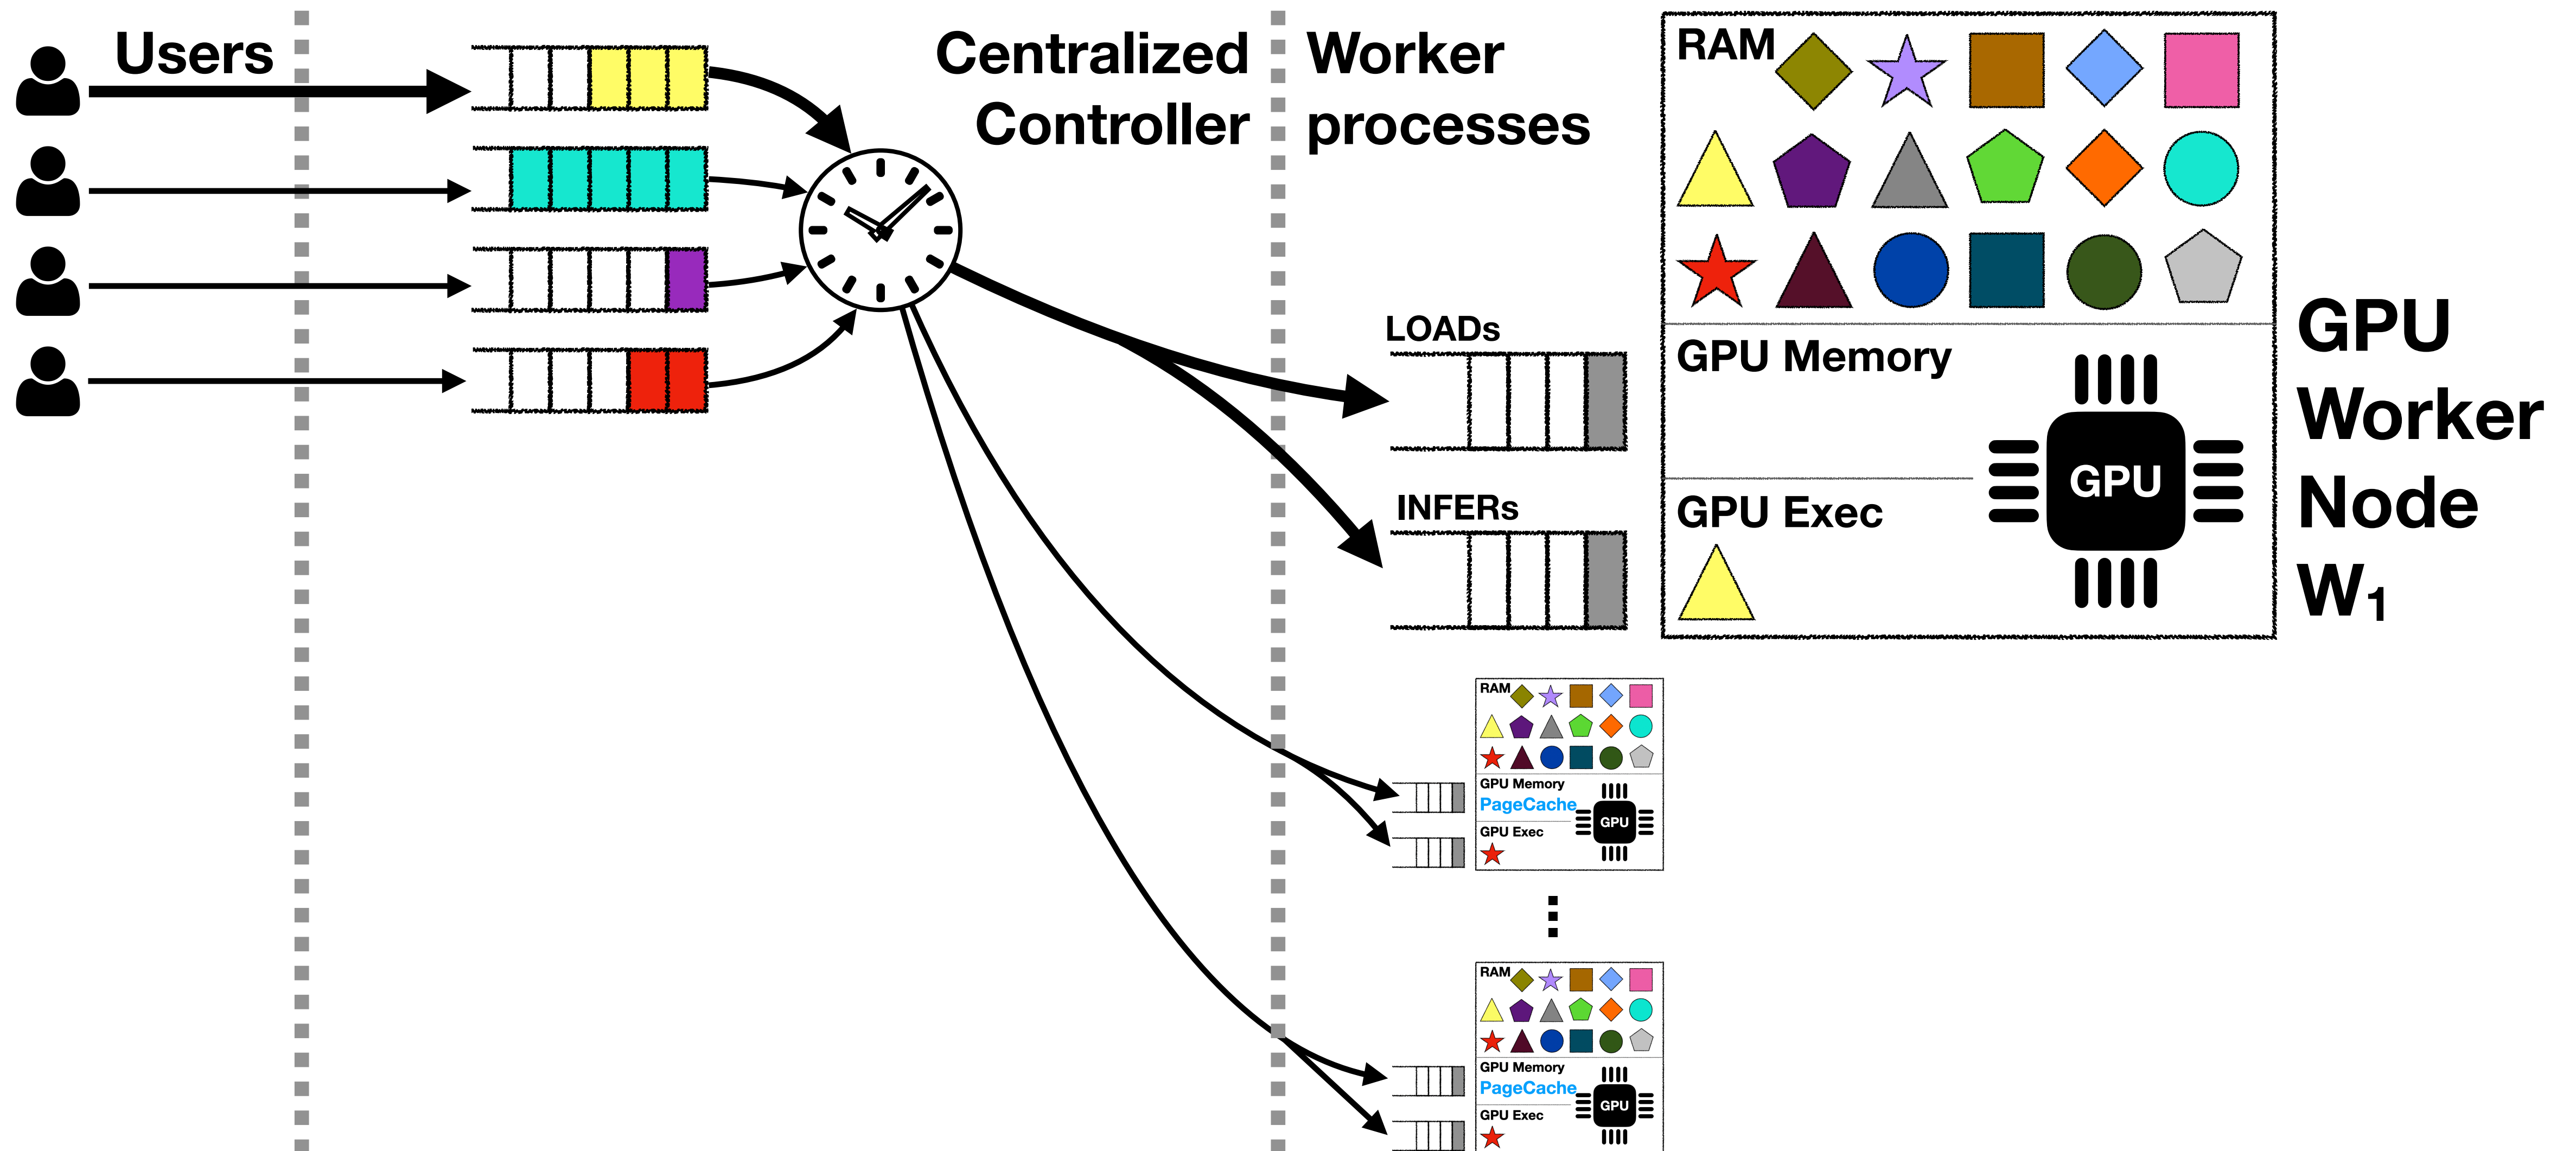 Users
Centralized
Controller
Worker
processes
RAM
LOADs
GPU Memory
GPU
INFERs
GPU Exec
GPU
Worker
Node
W₁
RAM
GPU Memory
PageCache
GPU
GPU Exec
RAM
GPU Memory
PageCache
GPU
GPU Exec